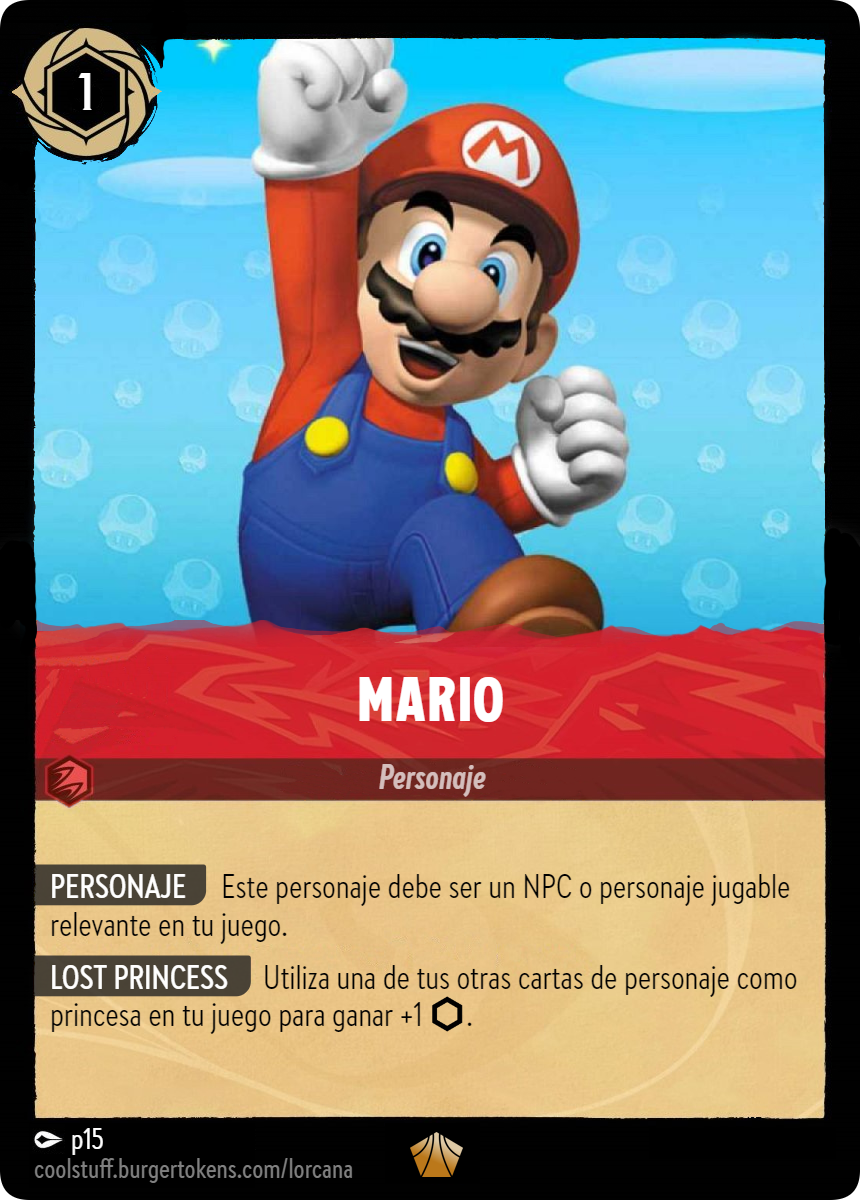 1
M
MARIO
Personaje
PERSONAJE Este personaje debe ser un NPC o personaje jugable
relevante en tu juego.
LOST PRINCESS Utiliza una de tus otras cartas de personaje como
princesa en tu juego para ganar +1 ⬡.
p15
coolstuff.burgertokens.com/lorcana